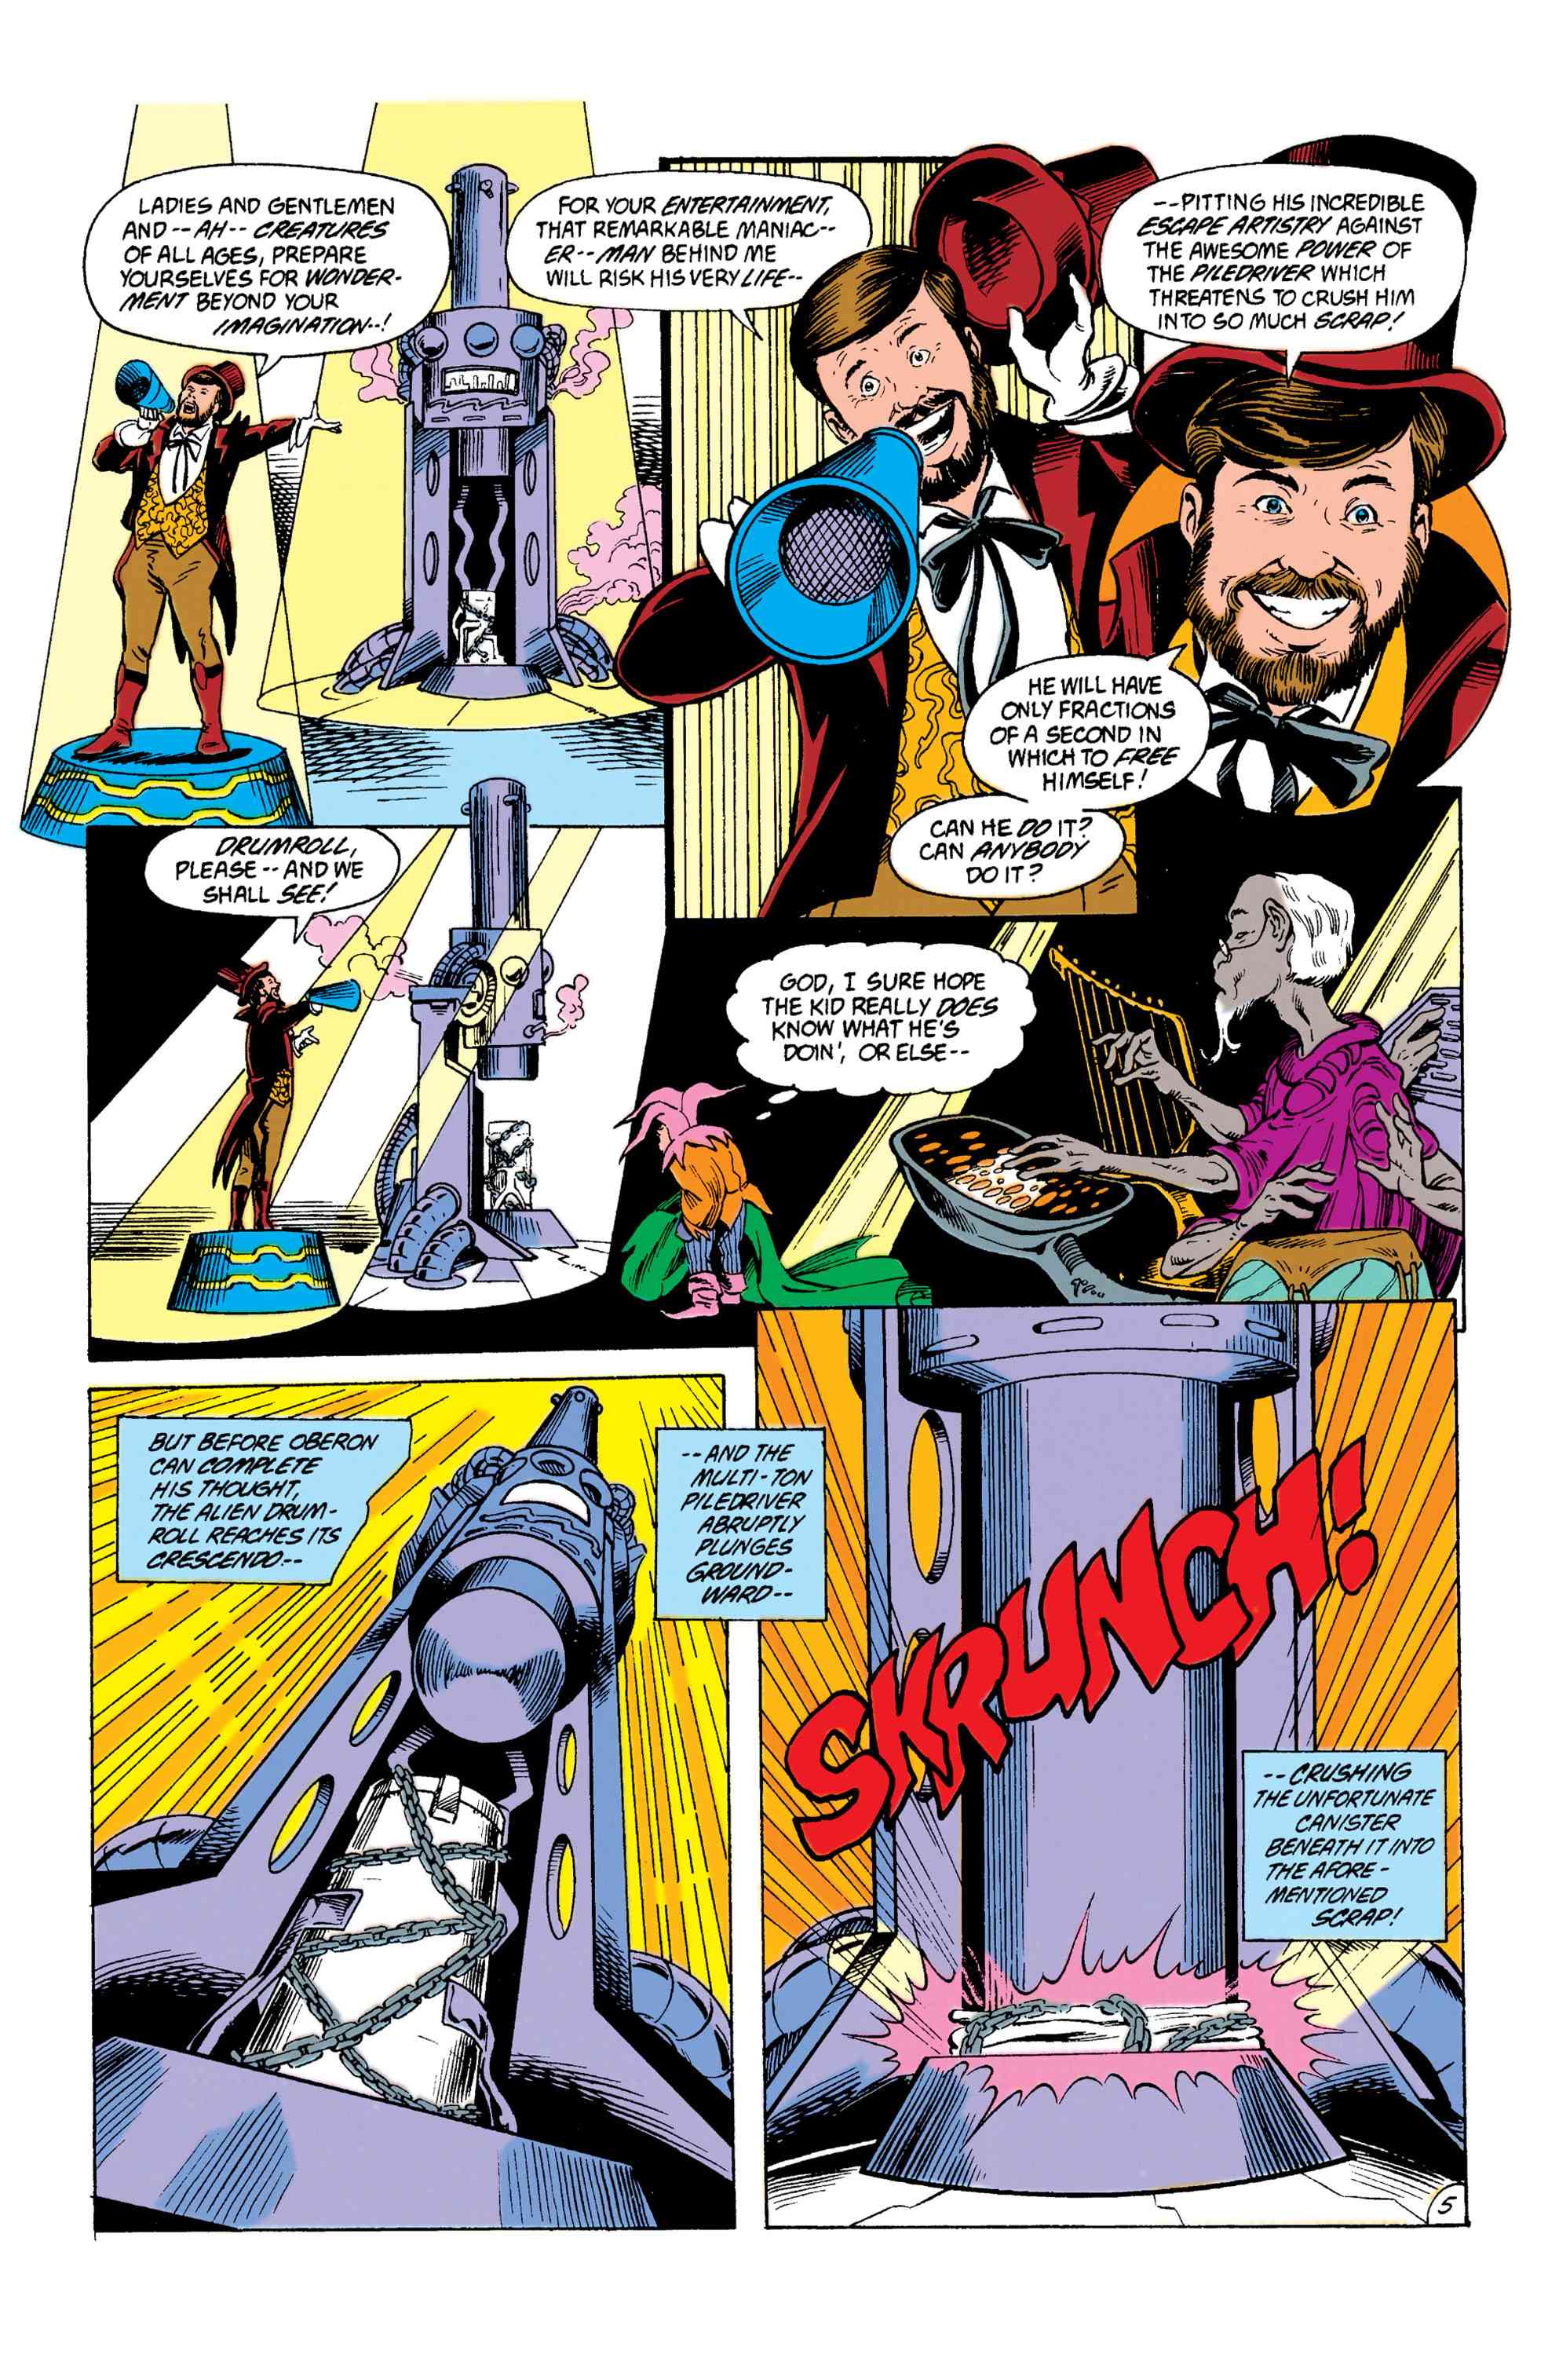 LADIES AND GENTLEMEN
AND -- AH -- CREATURES
OF ALL AGES, PREPARE
YOURSELVES FOR WONDER-
MENT BEYOND YOUR
IMAGINATION--!
FOR YOUR ENTERTAINMENT,
THAT REMARKABLE MANIAC--
ER-- MAN BEHIND ME
WILL RISK HIS VERY LIFE--
--PITTING HIS INCREDIBLE
ESCAPE ARTISTRY AGAINST
THE AWESOME POWER OF
THE PILEDRIVER WHICH
THREATENS TO CRUSH HIM
INTO SO MUCH SCRAP!
HE WILL HAVE
ONLY FRACTIONS
OF A SECOND IN
WHICH TO FREE
HIMSELF!
CAN HE DO IT?
CAN ANYBODY
DO IT?
DRUMROLL,
PLEASE -- AND WE
SHALL SEE!
GOD, I SURE HOPE
THE KID REALLY DOES
KNOW WHAT HE'S
DOIN', OR ELSE--
BUT BEFORE OBERON
CAN COMPLETE
HIS THOUGHT,
THE ALIEN DRUM-
ROLL REACHES ITS
CRESCENDO--
--AND THE
MULTI-TON
PILEDRIVER
ABRUPTLY
PLUNGES
GROUND-
WARD--
SKRUNCH!
--CRUSHING
THE UNFORTUNATE
CANISTER
BENEATH IT INTO
THE AFORE-
MENTIONED
SCRAP!
5